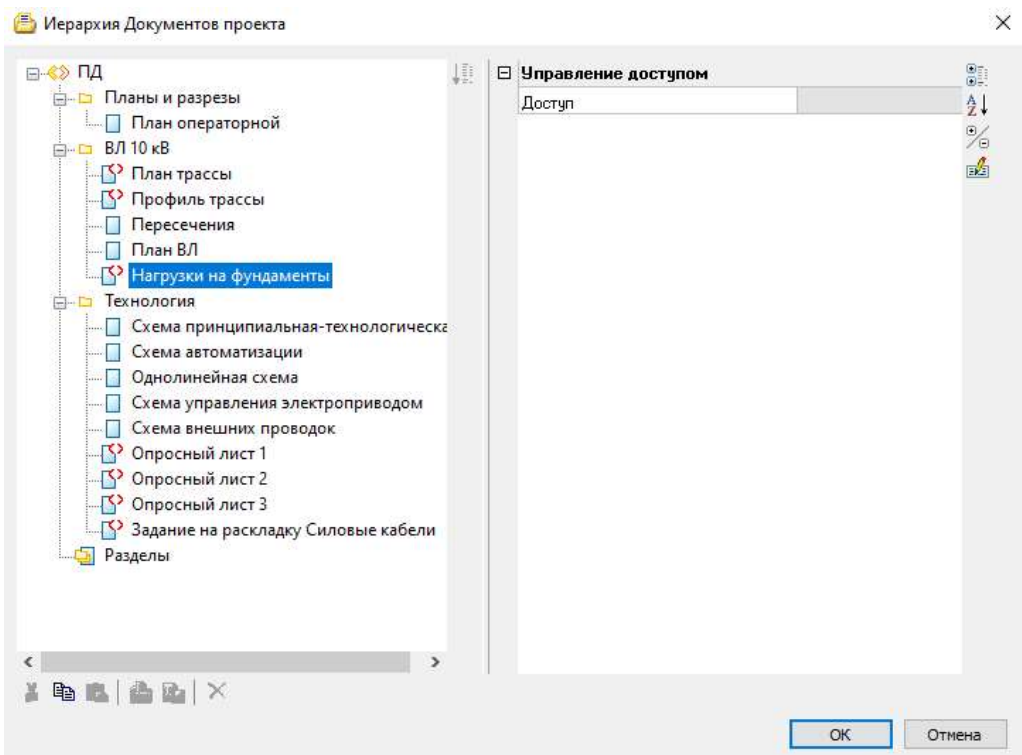 Иерархия Документов проекта
ПД
Планы и разрезы
План операторной
ВЛ 10 кВ
План трассы
Профиль трассы
Пересечения
План ВЛ
Нагрузки на фундаменты
Технология
Схема принципиальная-технологическа
Схема автоматизации
Однолинейная схема
Схема управления электроприводом
Схема внешних проводок
Опросный лист 1
Опросный лист 2
Опросный лист 3
Задание на раскладку Силовые кабели
Разделы
Управление доступом
Доступ
OK
Отмена